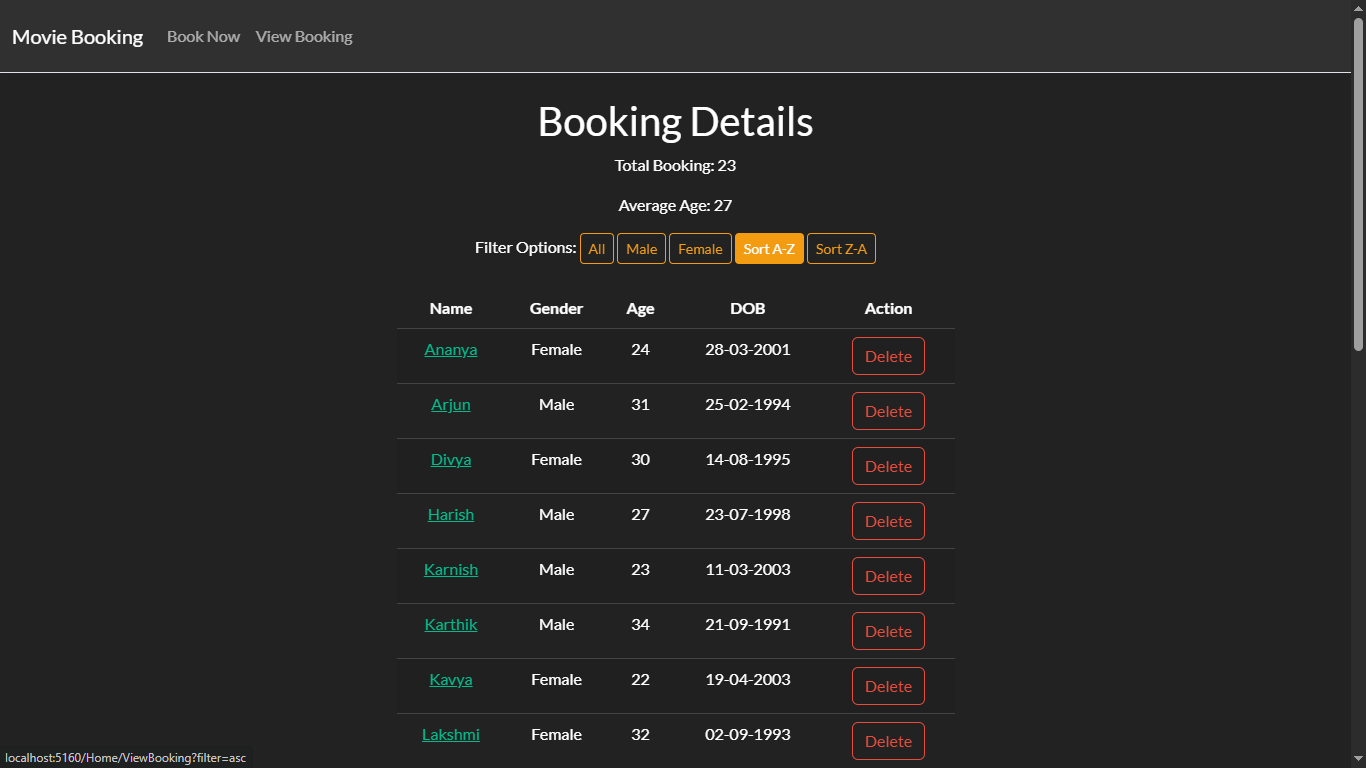 Movie Booking Book Now View Booking
Booking Details
Total Booking: 23
Average Age: 27
Filter Options: All Male Female Sort A-Z Sort Z-A
Name Gender Age DOB Action
Ananya Female 24 28-03-2001 Delete
Arjun Male 31 25-02-1994 Delete
Divya Female 30 14-08-1995 Delete
Harish Male 27 23-07-1998 Delete
Karnish Male 23 11-03-2003 Delete
Karthik Male 34 21-09-1991 Delete
Kavya Female 22 19-04-2003 Delete
Lakshmi Female 32 02-09-1993 Delete
localhost:5160/Home/ViewBooking?filter=asc